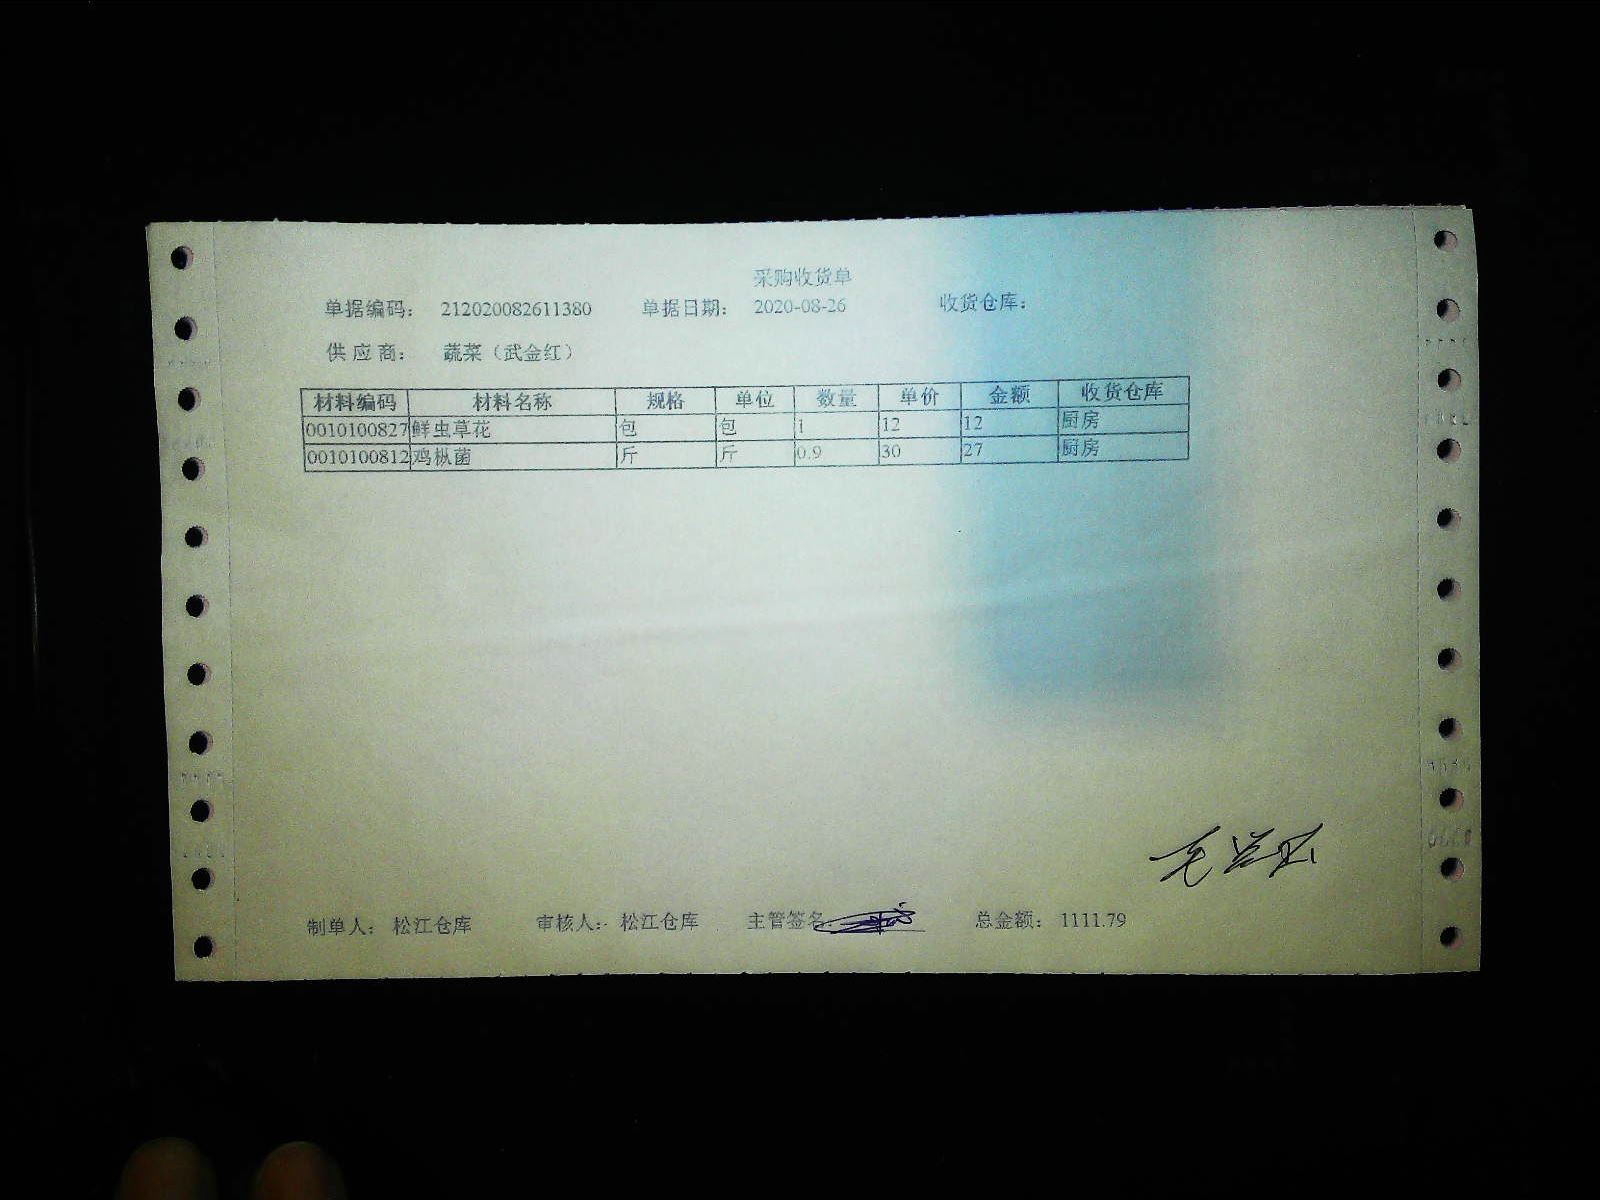 采购收货单
单据编码： 212020082611380 单据日期： 2020-08-26 收货仓库：
供 应 商： 蔬菜（武金红）
材料编码 材料名称 规格 单位 数量 单价 金额 收货仓库
0010100827 鲜虫草花 包 包 1 12 12 厨房
0010100812 鸡枞菌 斤 斤 0.9 30 27 厨房
制单人： 松江仓库 审核人： 松江仓库 主管签名： 总金额： 1111.79